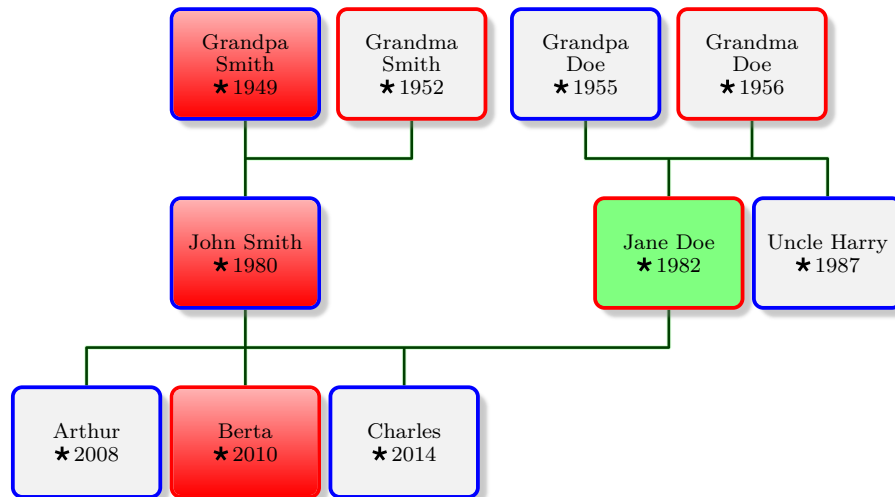 Grandpa
Smith
★1949
Grandma
Smith
★1952
Grandpa
Doe
★1955
Grandma
Doe
★1956
John Smith
★1980
Jane Doe
★1982
Uncle Harry
★1987
Arthur
★2008
Berta
★2010
Charles
★2014